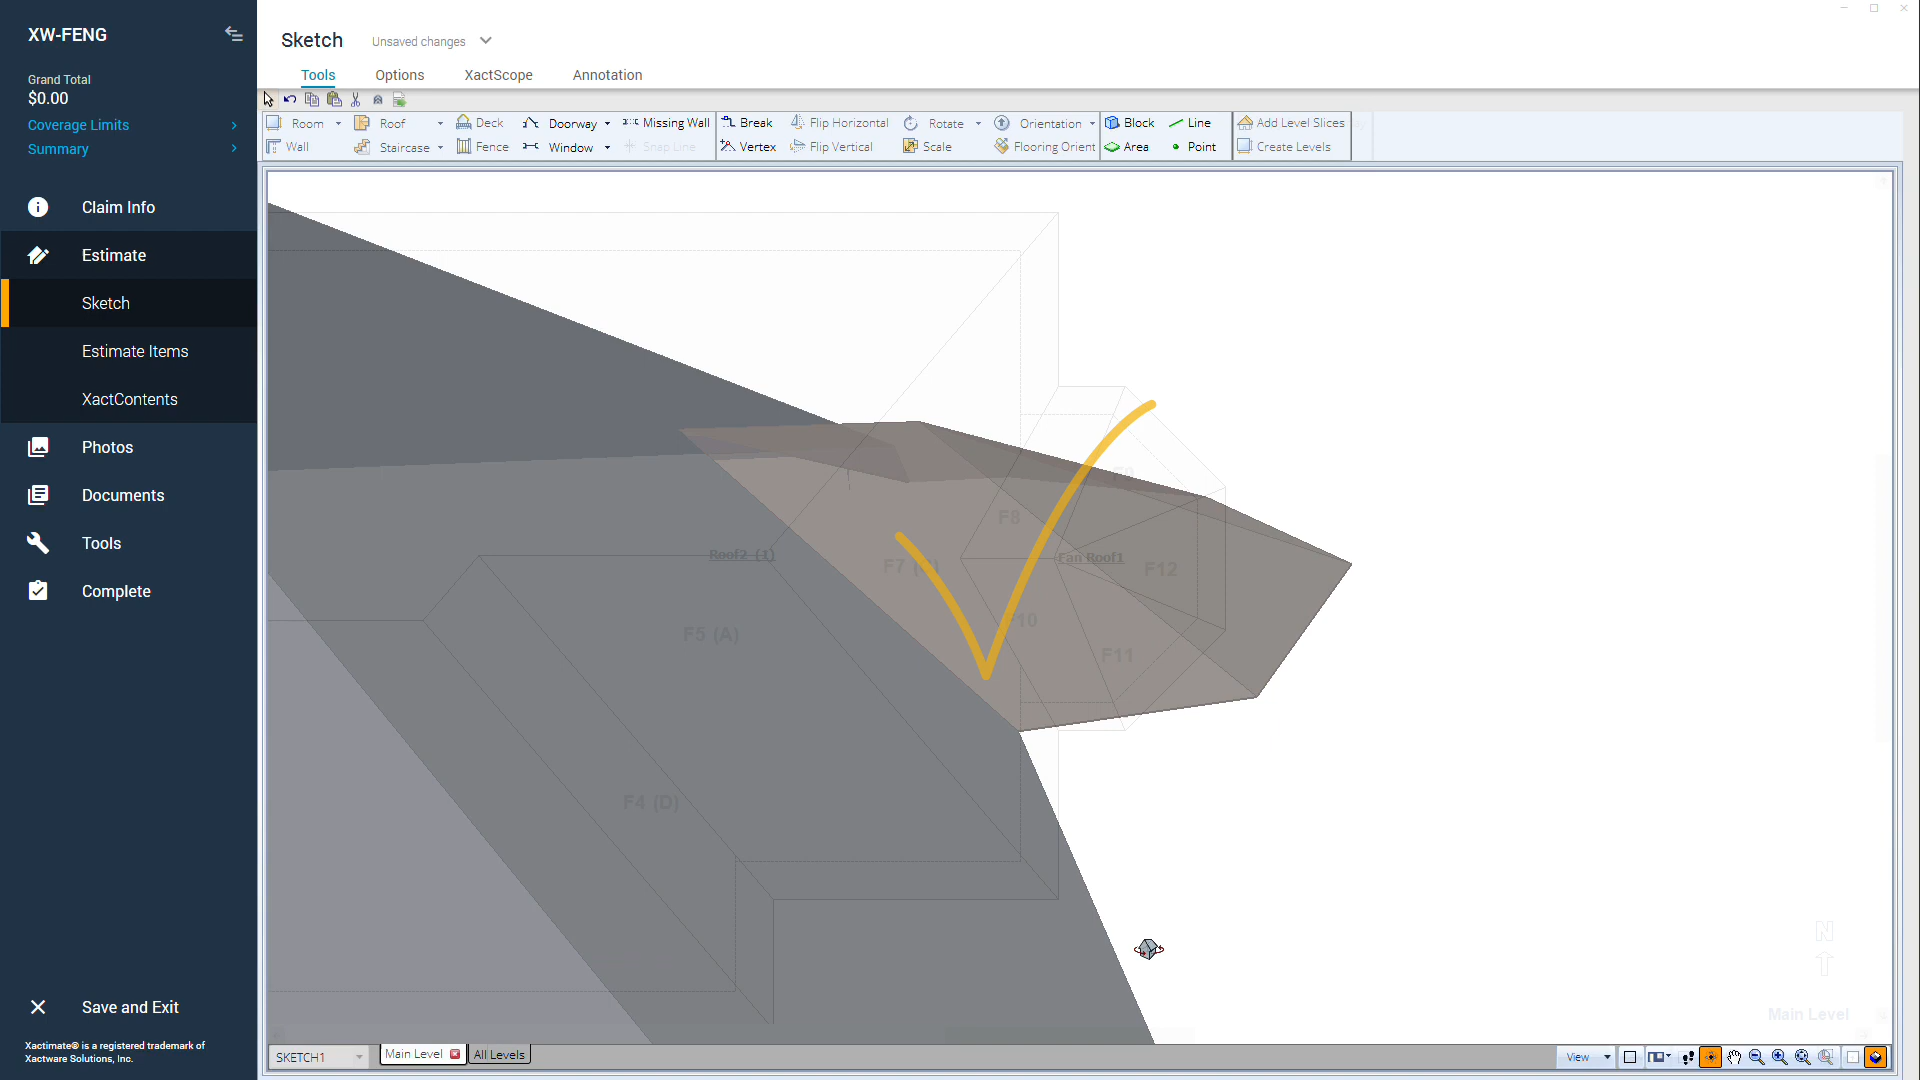 XW-FENG
Grand Total
$0.00
Coverage Limits
Summary
Claim Info
Estimate
Sketch
Estimate Items
XactContents
Photos
Documents
Tools
Complete
Save and Exit
Xactimate® is a registered trademark of
Xactware Solutions, Inc.
Sketch
Unsaved changes
Tools Options XactScope Annotation
Room Roof Deck Doorway Missing Wall Break Flip Horizontal Rotate Orientation Block Line Add Level Slices
Wall Staircase Fence Window Snap Line Vertex Flip Vertical Scale Flooring Orient Area Point Create Levels
F9
F8
Roof2 (1)
Fan Roof1
F7
F12
F10
F5 (A)
F11
F4 (D)
N
Main Level
SKETCH1 Main Level All Levels View